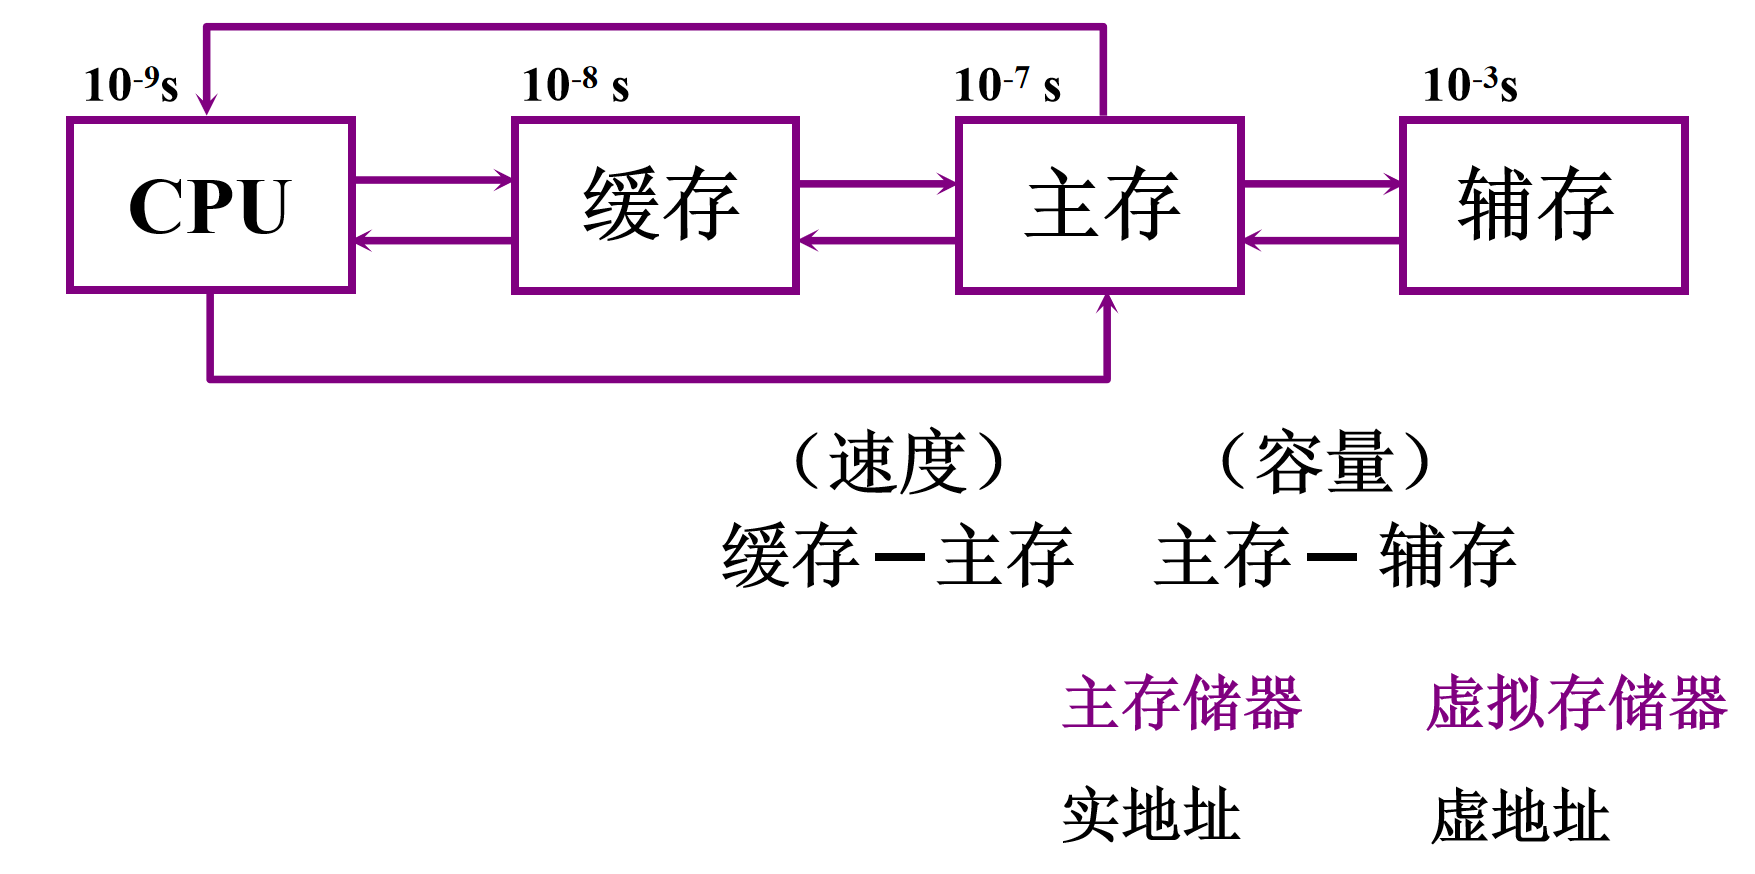 10⁻⁹s 10⁻⁸ s 10⁻⁷ s 10⁻³s
CPU 缓存 主存 辅存
（速度） （容量）
缓存－主存 主存－辅存
主存储器 虚拟存储器
实地址 虚地址